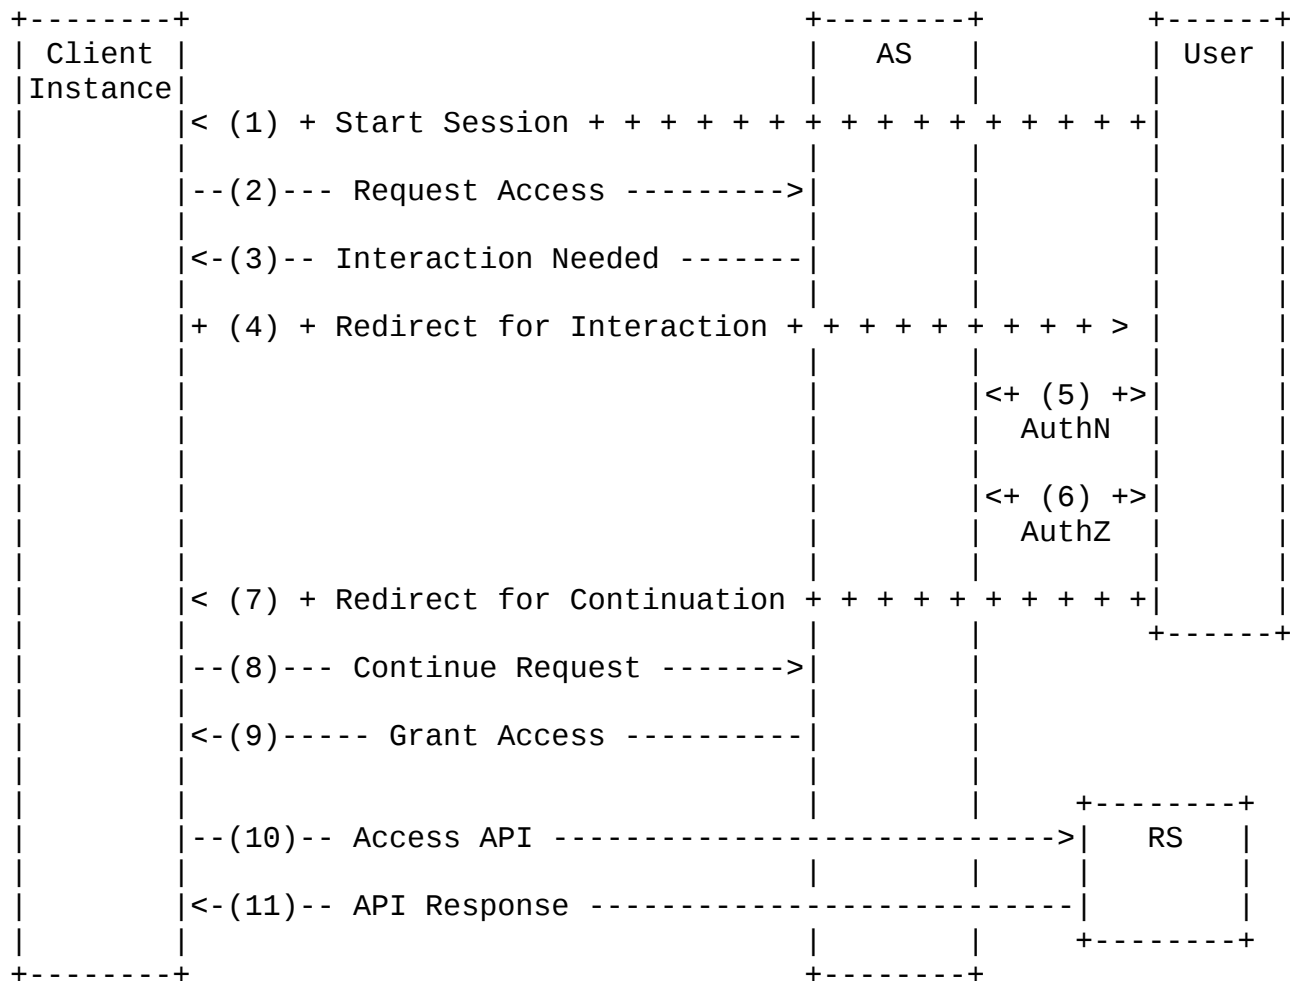 Client AS User
Instance
(1) Start Session
(2) Request Access
(3) Interaction Needed
(4) Redirect for Interaction
(5)
AuthN
(6)
AuthZ
(7) Redirect for Continuation
(8) Continue Request
(9) Grant Access
(10) Access API RS
(11) API Response